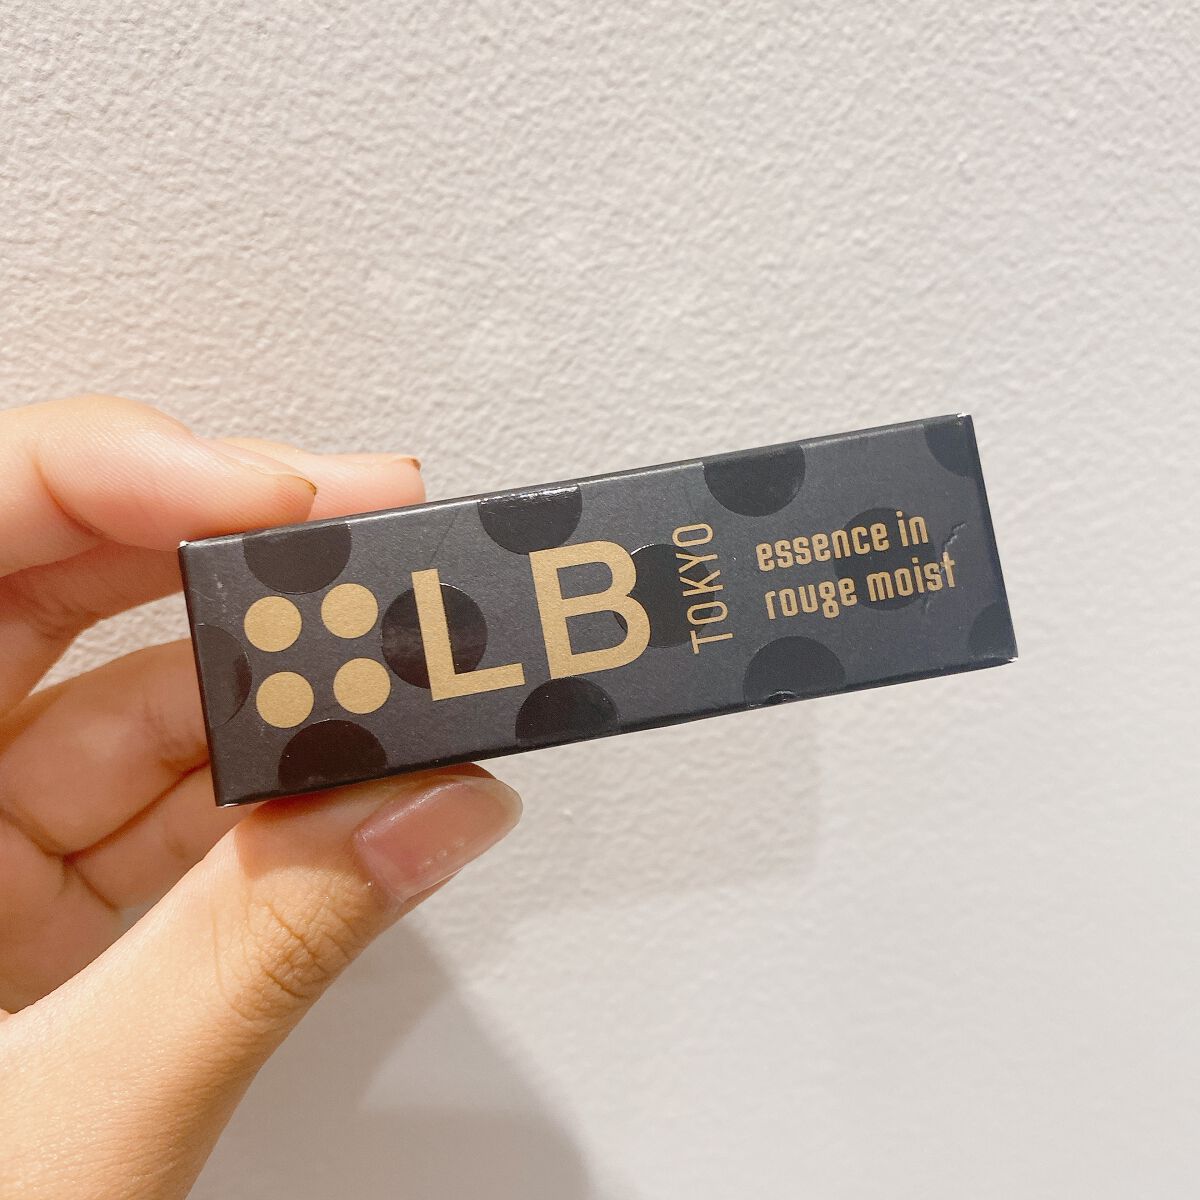 LB
TOKYO
essence in
rouge moist